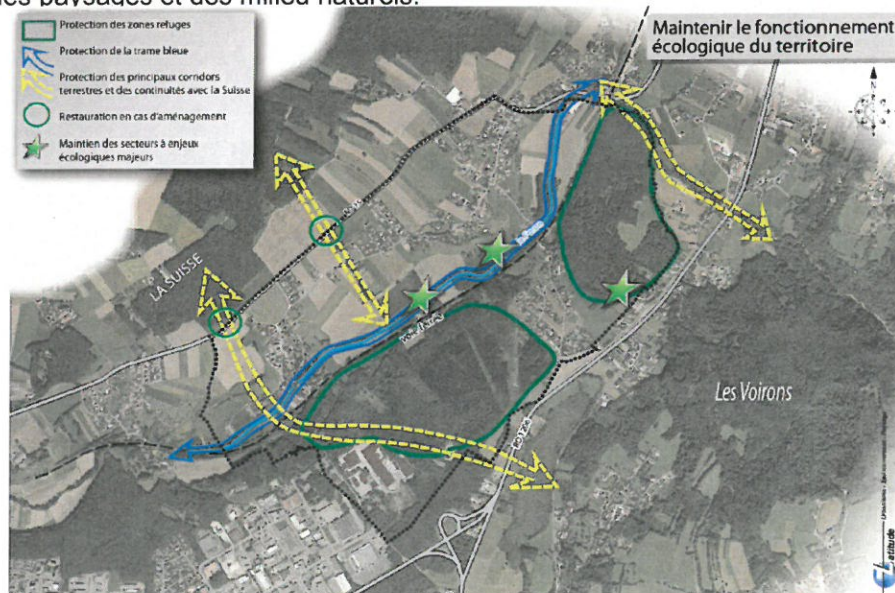 les paysages et des milieu naturels.
Protection des zones refuges
Protection de la trame bleue
Protection des principaux corridors
terrestres et des continuités avec la Suisse
Restauration en cas d'aménagement
Maintien des secteurs à enjeux
écologiques majeurs
Maintenir le fonctionnement
écologique du territoire
N
LA SUISSE
Les Voirons